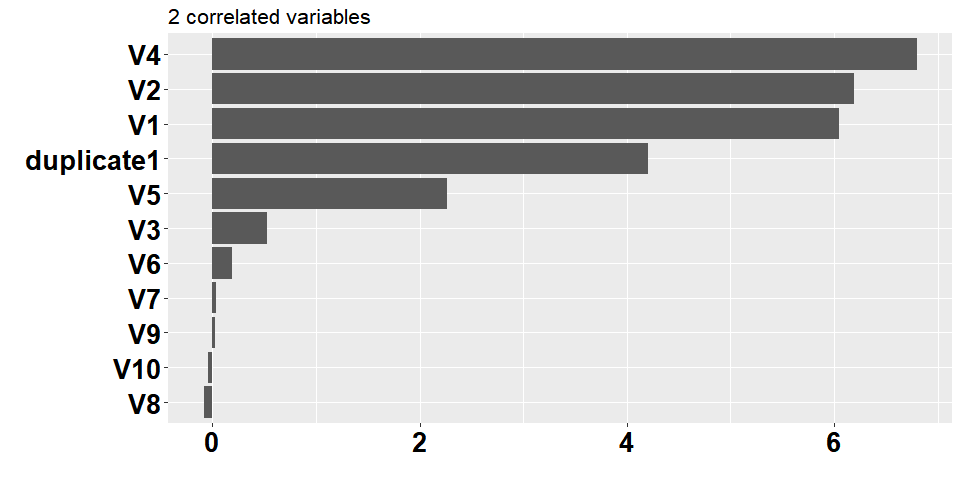 2 correlated variables
V4
V2
V1
duplicate1
V5
V3
V6
V7
V9
V10
V8
0 2 4 6